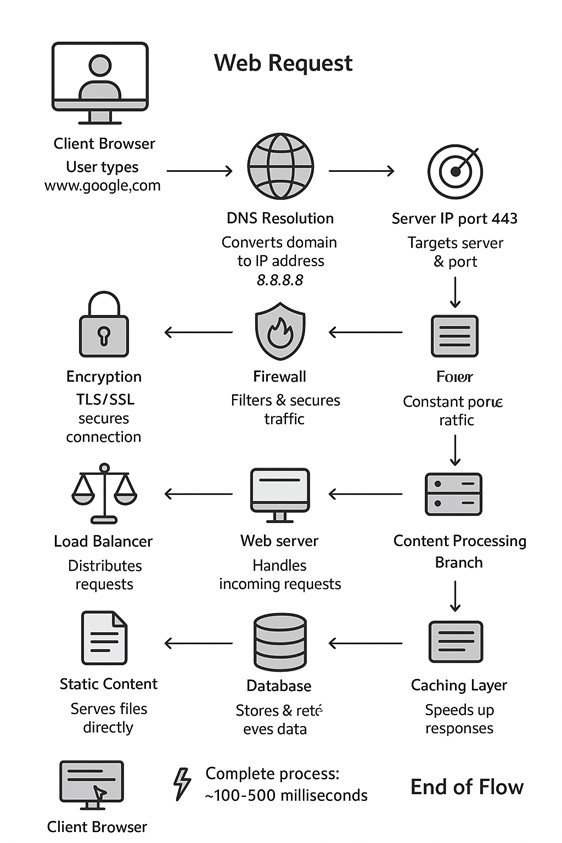 Web Request
Client Browser
User types
www.google,com
DNS Resolution
Converts domain
to IP address
8.8.8.8
Server IP port 443
Targets server
& port
Encryption
TLS/SSL
secures
connection
Firewall
Filters & secures
traffic
Constant
ratfic
Load Balancer
Distributes
requests
Web server
Handles
incoming requests
Content Processing
Branch
Static Content
Serves files
directly
Database
Stores & reté
eves data
Caching Layer
Speeds up
responses
Client Browser
Complete process:
~100-500 milliseconds
End of Flow